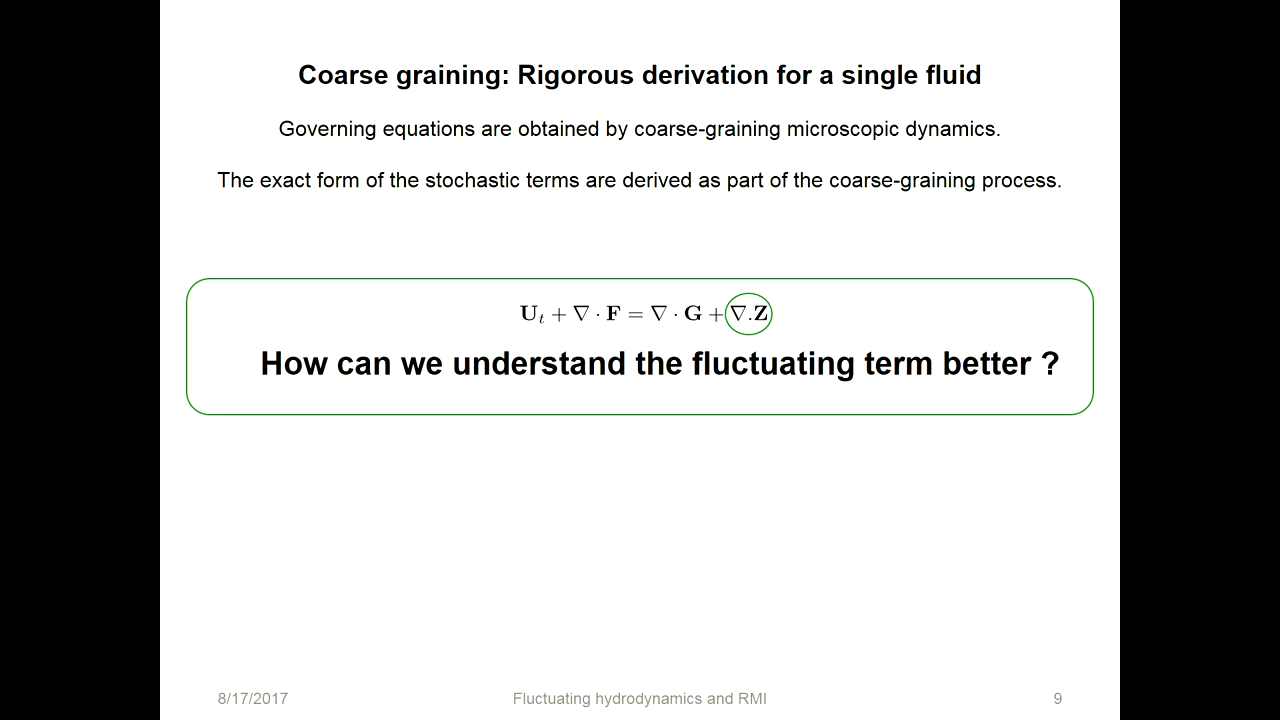 Coarse graining: Rigorous derivation for a single fluid
Governing equations are obtained by coarse-graining microscopic dynamics.
The exact form of the stochastic terms are derived as part of the coarse-graining process.
𝐔ₜ + ∇ · 𝐅 = ∇ · 𝐆 + ∇.𝐙
How can we understand the fluctuating term better ?
8/17/2017 Fluctuating hydrodynamics and RMI 9